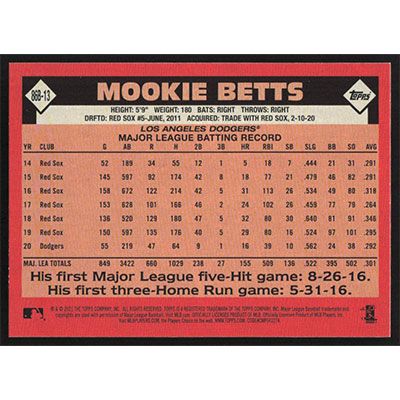 86B-13
MOOKIE BETTS
TOPPS
HEIGHT: 5'9" WEIGHT: 180 BATS: RIGHT THROWS: RIGHT
DRFTD: RED SOX #5-JUNE, 2011 ACQUIRED: TRADE WITH RED SOX, 2-10-20
LOS ANGELES DODGERS®
MAJOR LEAGUE BATTING RECORD
YR CLUB G AB R H 2B 3B HR RBI SB SLG BB SO AVG
14 Red Sox 52 189 34 55 12 1 5 18 7 .444 21 31 .291
15 Red Sox 145 597 92 174 42 8 18 77 21 .479 46 82 .291
16 Red Sox 158 672 122 214 42 5 31 113 26 .534 49 80 .318
17 Red Sox 153 628 101 166 46 2 24 102 26 .459 77 79 .264
18 Red Sox 136 520 129 180 47 5 32 80 30 .640 81 91 .346
19 Red Sox 150 597 135 176 40 5 29 80 16 .524 97 101 .295
20 Dodgers 55 219 47 64 9 1 16 39 10 .562 24 38 .292
MAJ. LEA TOTALS 849 3422 660 1029 238 27 155 509 136 .522 395 502 .301
His first Major League five-Hit game: 8-26-16.
His first three-Home Run game: 5-31-16.